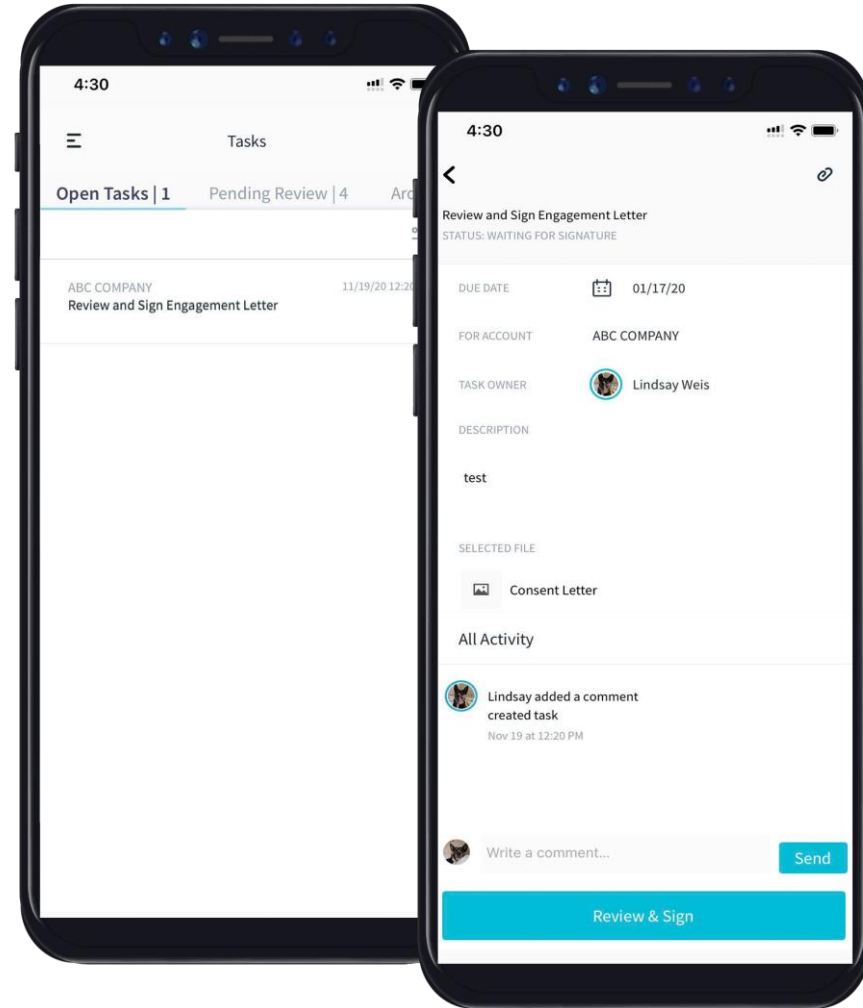 4:30
Tasks
Open Tasks | 1
Pending Review | 4
ABC COMPANY
11/19/20 12:20
Review and Sign Engagement Letter
4:30
Review and Sign Engagement Letter
STATUS: WAITING FOR SIGNATURE
DUE DATE
01/17/20
FOR ACCOUNT
ABC COMPANY
TASK OWNER
Lindsay Weis
DESCRIPTION
test
SELECTED FILE
Consent Letter
All Activity
Lindsay added a comment
created task
Nov 19 at 12:20 PM
Write a comment...
Send
Review & Sign